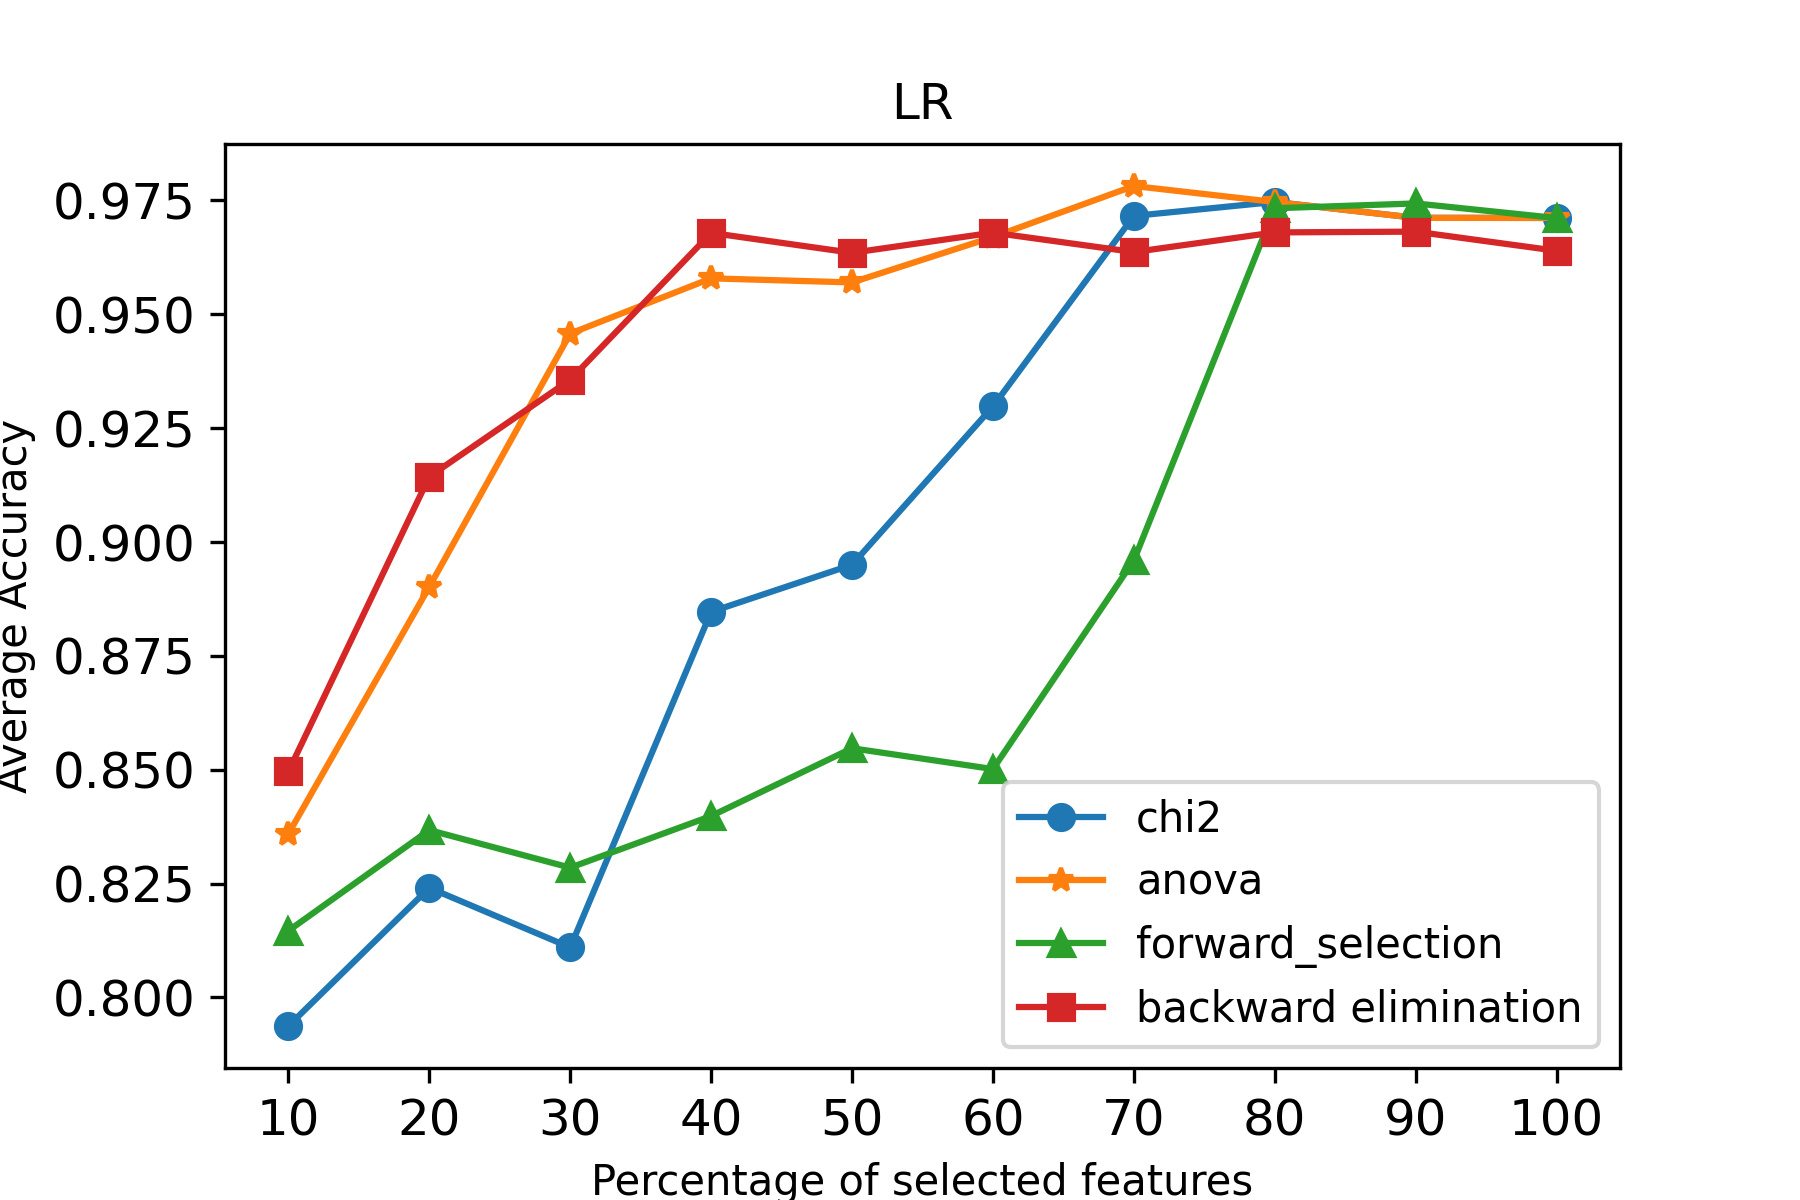 LR
0.975
0.950
0.925
0.900
0.875
0.850
0.825
0.800
Average Accuracy
chi2
anova
forward_selection
backward elimination
10 20 30 40 50 60 70 80 90 100
Percentage of selected features